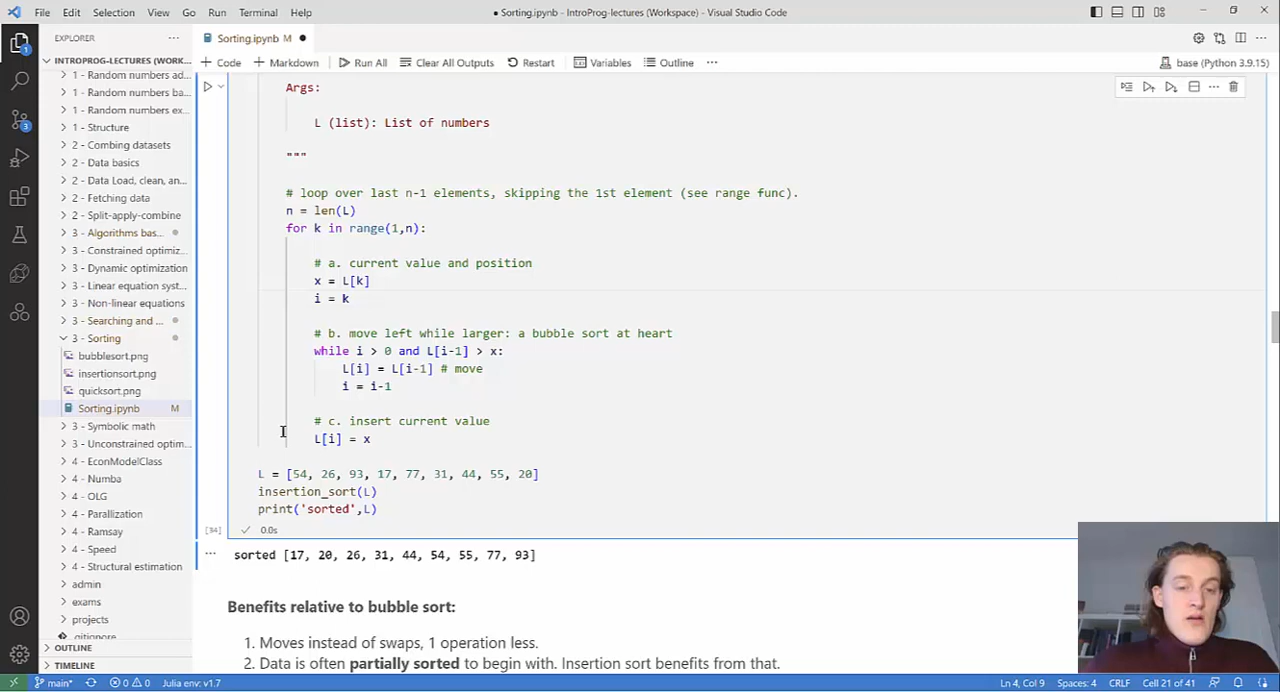 File Edit Selection View Go Run Terminal Help
● Sorting.ipynb - IntroProg-lectures (Workspace) - Visual Studio Code
EXPLORER
Sorting.ipynb M
INTROPROG-LECTURES (WORK...
+ Code + Markdown Run All Clear All Outputs Restart Variables Outline
base (Python 3.9.15)
1 - Random numbers ad...
1 - Random numbers ba...
1 - Random numbers ex...
1 - Structure
2 - Combing datasets
2 - Data basics
2 - Data Load, clean, an...
2 - Fetching data
2 - Split-apply-combine
3 - Algorithms bas...
3 - Constrained optimiz...
3 - Dynamic optimization
3 - Linear equation syst...
3 - Non-linear equations
3 - Searching and ...
3 - Sorting
bubblesort.png
insertionsort.png
quicksort.png
Sorting.ipynb M
3 - Symbolic math
3 - Unconstrained optim...
4 - EconModelClass
4 - Numba
4 - OLG
4 - Parallization
4 - Ramsay
4 - Speed
4 - Structural estimation
admin
exams
projects
.gitignore
OUTLINE
TIMELINE
Args:
L (list): List of numbers
"""
# loop over last n-1 elements, skipping the 1st element (see range func).
n = len(L)
for k in range(1,n):
# a. current value and position
x = L[k]
i = k
# b. move left while larger: a bubble sort at heart
while i > 0 and L[i-1] > x:
L[i] = L[i-1] # move
i = i-1
# c. insert current value
L[i] = x
L = [54, 26, 93, 17, 77, 31, 44, 55, 20]
insertion_sort(L)
print('sorted',L)
[34] 0.0s
sorted [17, 20, 26, 31, 44, 54, 55, 77, 93]
Benefits relative to bubble sort:
1. Moves instead of swaps, 1 operation less.
2. Data is often partially sorted to begin with. Insertion sort benefits from that.
main* 0 0 Julia env: v1.7 Ln 4, Col 9 Spaces: 4 CRLF Cell 21 of 41